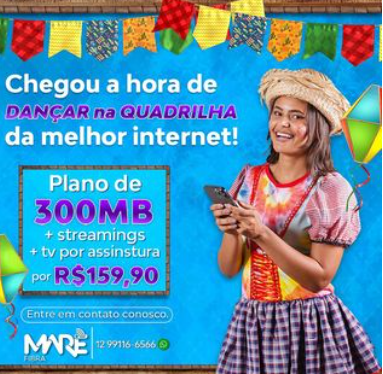 Chegou a hora de
DANÇAR na QUADRILHA
da melhor internet!
Plano de
300MB
+ streamings
+ tv por assinstura
por R$159,90
Entre em contato conosco.
MARÉ
FIBRA
12 99116-6566